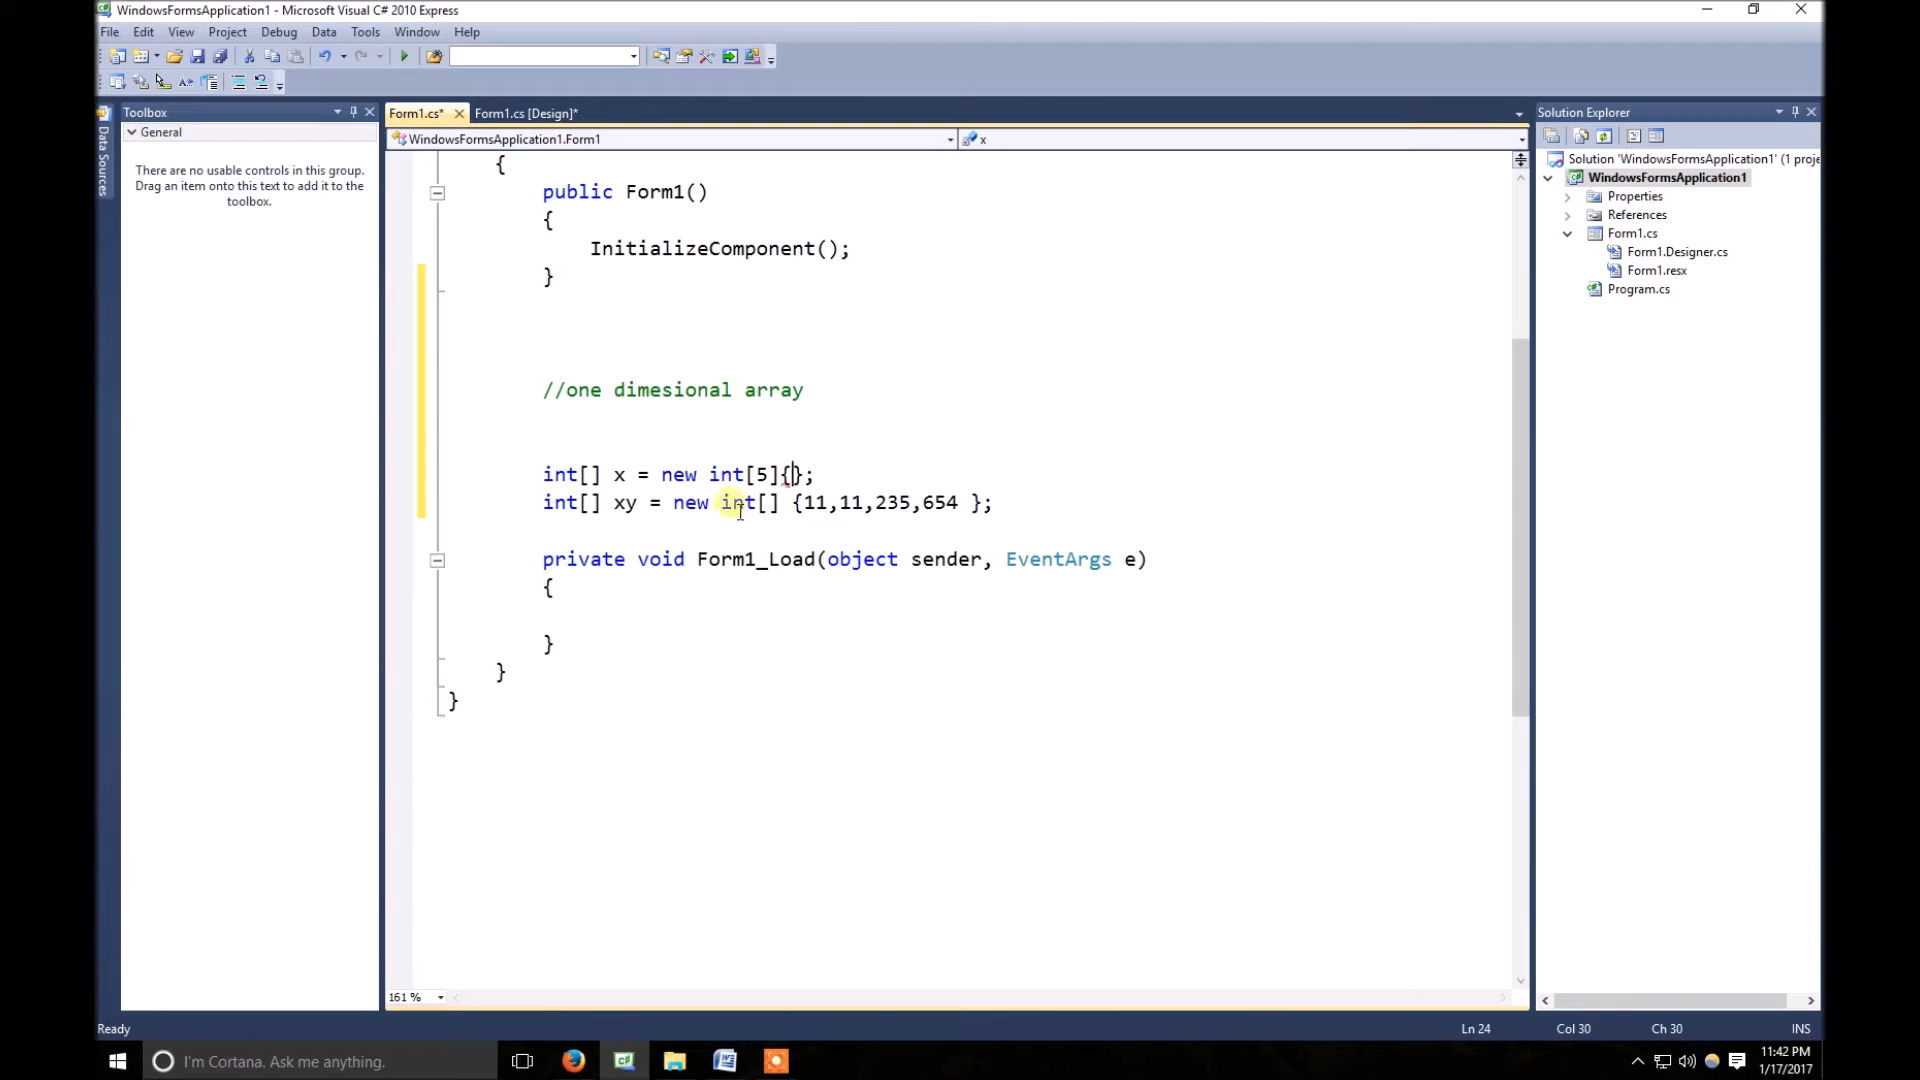 WindowsFormsApplication1 - Microsoft Visual C# 2010 Express
File Edit View Project Debug Data Tools Window Help
Toolbox
General
There are no usable controls in this group.
Drag an item onto this text to add it to the
toolbox.
Data Sources
Form1.cs* Form1.cs [Design]*
WindowsFormsApplication1.Form1 x
{
public Form1()
{
InitializeComponent();
}
//one dimesional array
int[] x = new int[5]{};
int[] xy = new int[] {11,11,235,654 };
private void Form1_Load(object sender, EventArgs e)
{
}
}
}
161 %
Solution Explorer
Solution 'WindowsFormsApplication1' (1 proje
WindowsFormsApplication1
Properties
References
Form1.cs
Form1.Designer.cs
Form1.resx
Program.cs
Ready Ln 24 Col 30 Ch 30 INS
I'm Cortana. Ask me anything.
11:42 PM
1/17/2017